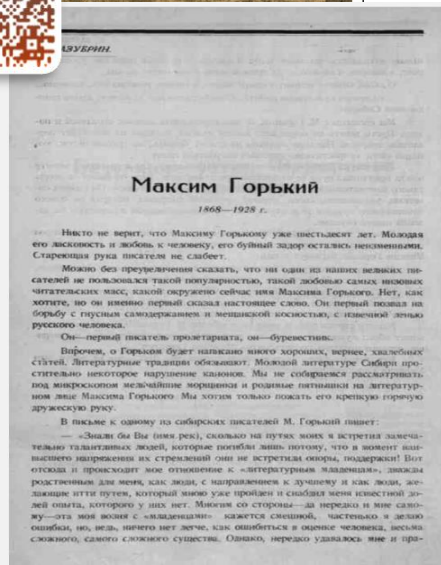 АЗУБРИН.
Максим Горький
1868—1928 г.
Никто не верит, что Максиму Горькому уже шестьдесят лет. Молодая
его ласковость и любовь к человеку, его буйный задор остались неизменными.
Стареющая рука писателя не слабеет.
Можно без преувеличения сказать, что ни один из наших великих пи-
сателей не пользовался такой популярностью, такой любовью самых низовых
читательских масс, какой окружено сейчас имя Максима Горького. Нет, как
хотите, но он именно первый сказал настоящее слово. Он первый позвал на
борьбу с гнусным самодержавием и мещанской косностью, с извечной ленью
русского человека.
Он—первый писатель пролетариата, он—буревестник.
Впрочем, о Горьком будет написано много хороших, вернее, хвалебных
статей. Литературные традиции обязывают. Молодой литературе Сибири про-
стительно некоторое нарушение канонов. Мы не собираемся рассматривать
под микроскопом мельчайшие морщинки и родимые пятнышки на литератур-
ном лице Максима Горького. Мы хотим только пожать его крепкую горячую
дружескую руку.
В письме к одному из сибирских писателей М. Горький пишет:
— «Знали бы Вы (имя рек), сколько на путях моих я встретил замеча-
тельно талантливых людей, которые погибли лишь потому, что в момент наи-
высшего напряжения их стремлений они не встретили опоры, поддержки! Вот
отсюда и происходит мое отношение к «литературным младенцам», дважды
родственным для меня, как люди, с направлением к лучшему и как люди, же-
лающие итти путем, который мною уже пройден и снабдил меня известной до-
лей опыта, которого у них нет. Многим со стороны—да нередко и мне само-
му—эта моя возня с «младенцами» кажется смешной, частенько я делаю
ошибки, но, ведь, ничего нет легче, как ошибиться в оценке человека, весьма
сложного, самого сложного существа. Однако, нередко удавалось мне и пра-